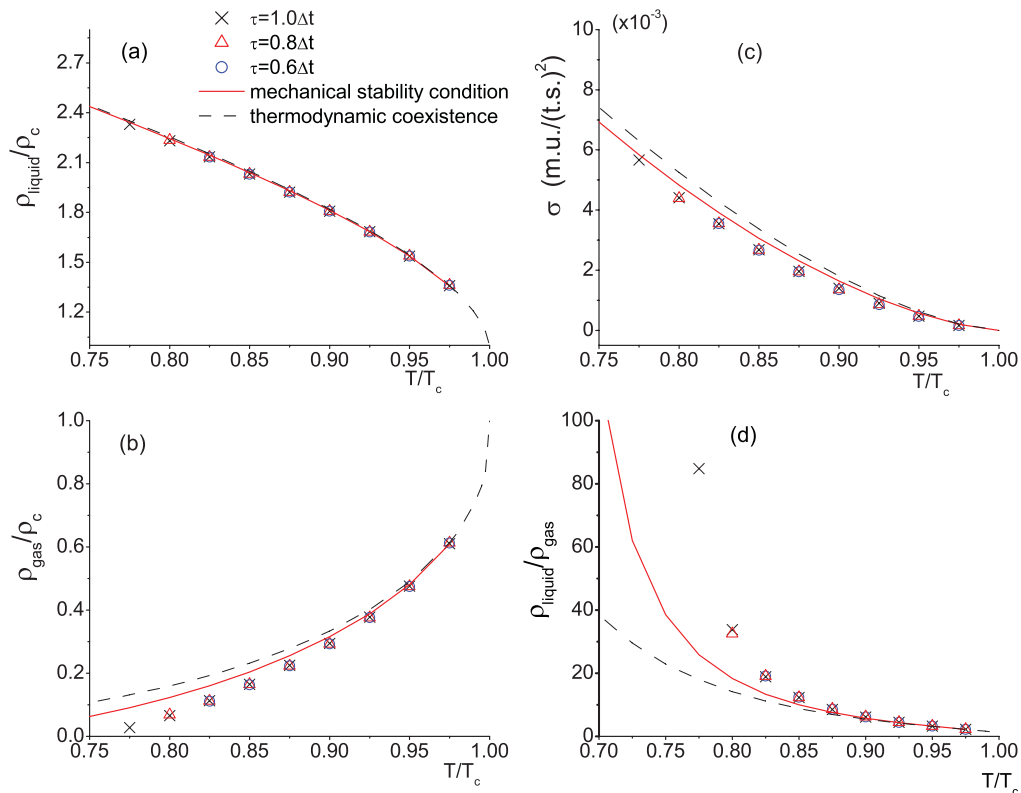 τ=1.0Δt
τ=0.8Δt
τ=0.6Δt
mechanical stability condition
thermodynamic coexistence
(a)
2.7
2.4
2.1
1.8
1.5
1.2
ρliquid/ρc
0.75 0.80 0.85 0.90 0.95 1.00
T/Tc
(x10-3)
(c)
10
8
6
4
2
0
σ (m.u./(t.s.)2)
0.75 0.80 0.85 0.90 0.95 1.00
T/Tc
(b)
1.0
0.8
0.6
0.4
0.2
0.0
ρgas/ρc
0.75 0.80 0.85 0.90 0.95 1.00
T/Tc
(d)
100
80
60
40
20
0
ρliquid/ρgas
0.70 0.75 0.80 0.85 0.90 0.95 1.00
T/Tc